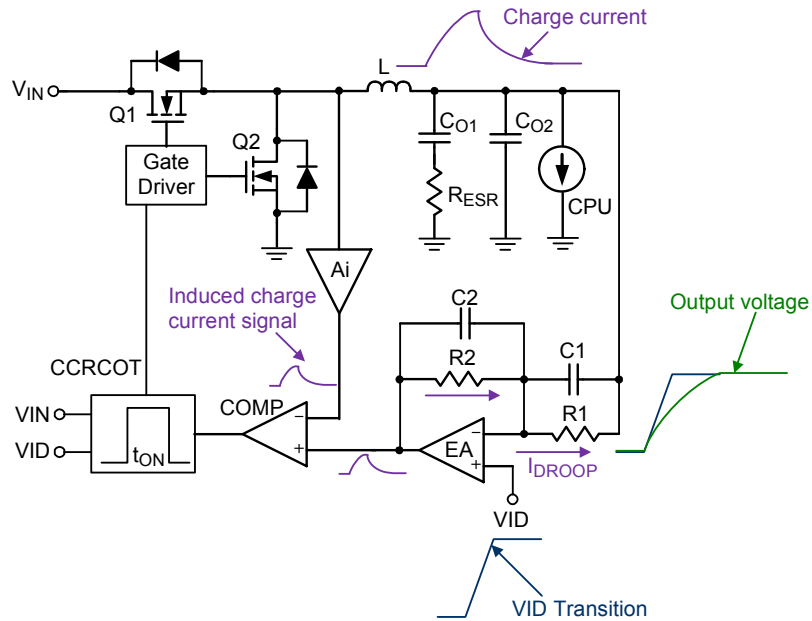 Charge current
L
VIN
Q1
Q2
CO1
CO2
Gate
Driver
RESR
CPU
Ai
Induced charge
current signal
C2
Output voltage
R2
C1
CCRCOT
R1
VIN
COMP
VID
tON
EA
IDROOP
VID
VID Transition